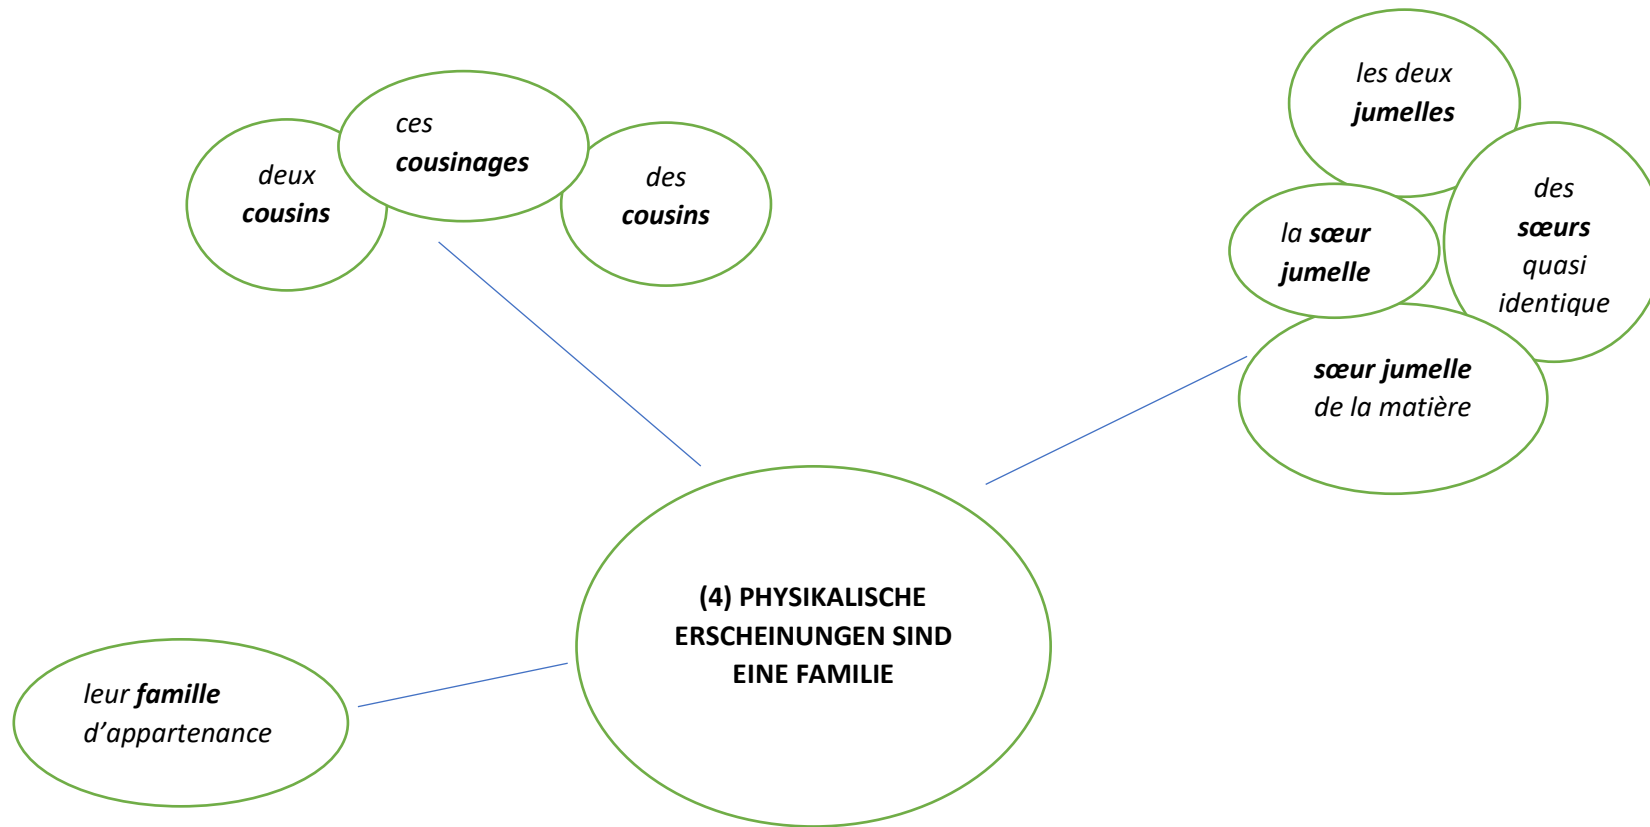 ces
cousinages
deux
cousins
des
cousins
les deux
jumelles
des
sœurs
quasi
identique
la sœur
jumelle
sœur jumelle
de la matière
(4) PHYSIKALISCHE
ERSCHEINUNGEN SIND
EINE FAMILIE
leur famille
d’appartenance